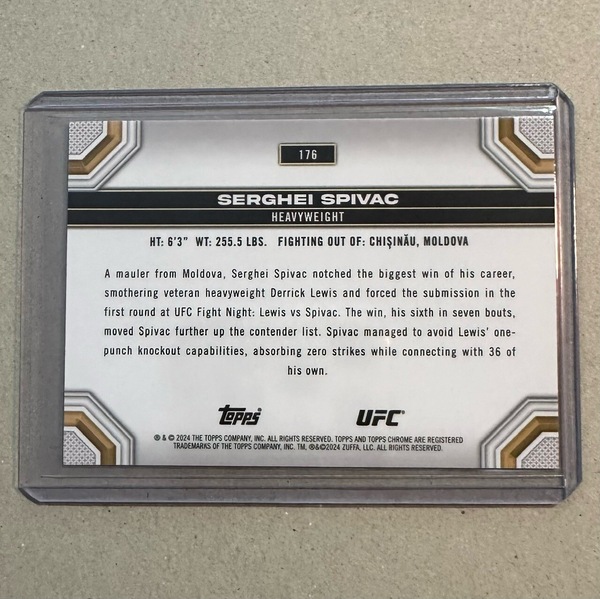 176
SERGHEI SPIVAC
HEAVYWEIGHT
HT: 6'3" WT: 255.5 LBS. FIGHTING OUT OF: CHIȘINĂU, MOLDOVA
A mauler from Moldova, Serghei Spivac notched the biggest win of his career,
smothering veteran heavyweight Derrick Lewis and forced the submission in the
first round at UFC Fight Night: Lewis vs Spivac. The win, his sixth in seven bouts,
moved Spivac further up the contender list. Spivac managed to avoid Lewis' one-
punch knockout capabilities, absorbing zero strikes while connecting with 36 of
his own.
Topps UFC
® & © 2024 THE TOPPS COMPANY, INC. ALL RIGHTS RESERVED. TOPPS AND TOPPS CHROME ARE REGISTERED
TRADEMARKS OF THE TOPPS COMPANY, INC. TM, ®&©2024 ZUFFA, LLC. ALL RIGHTS RESERVED.